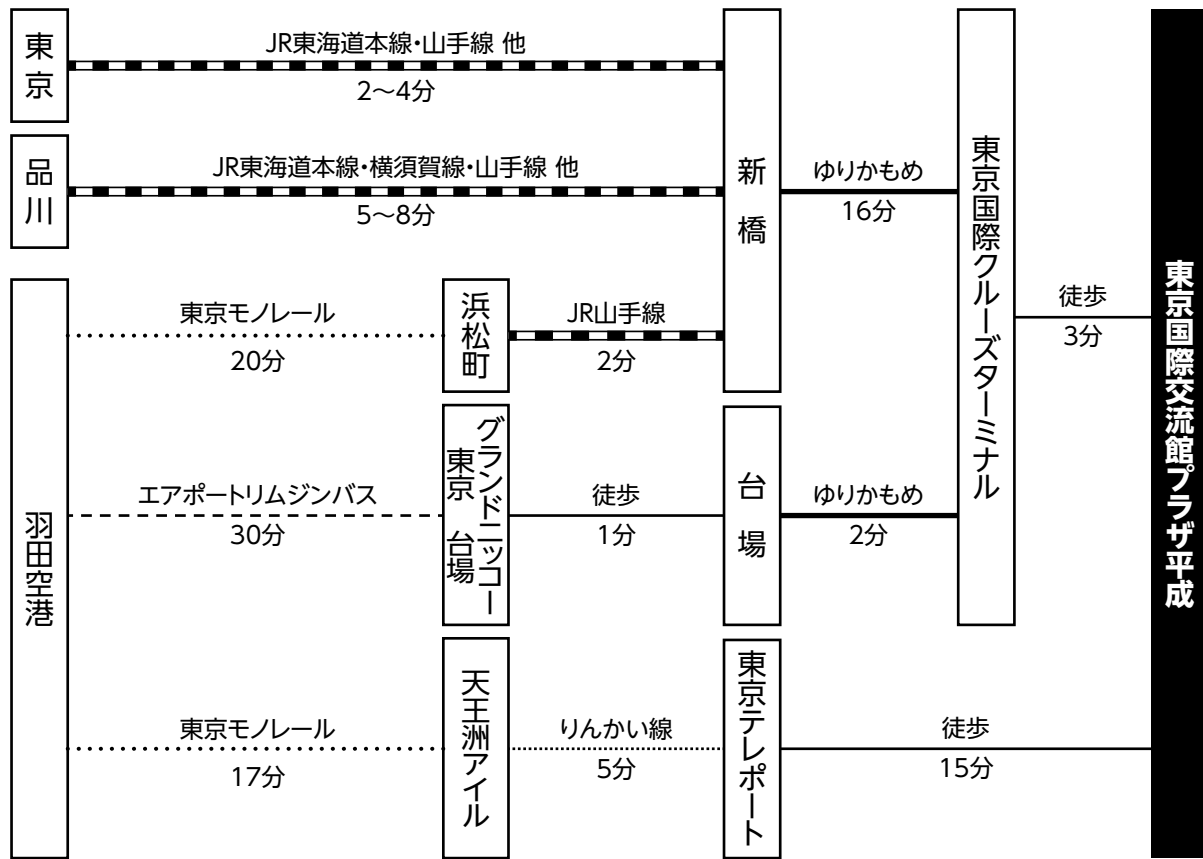 東京
JR東海道本線・山手線 他
2〜4分
品川
JR東海道本線・横須賀線・山手線 他
5〜8分
新橋
ゆりかもめ
16分
東京国際クルーズターミナル
徒歩
3分
東京国際交流館プラザ平成
羽田空港
東京モノレール
20分
浜松町
JR山手線
2分
エアポートリムジンバス
30分
グランドニッコー
東京 台場
徒歩
1分
台場
ゆりかもめ
2分
東京モノレール
17分
天王洲アイル
りんかい線
5分
東京テレポート
徒歩
15分